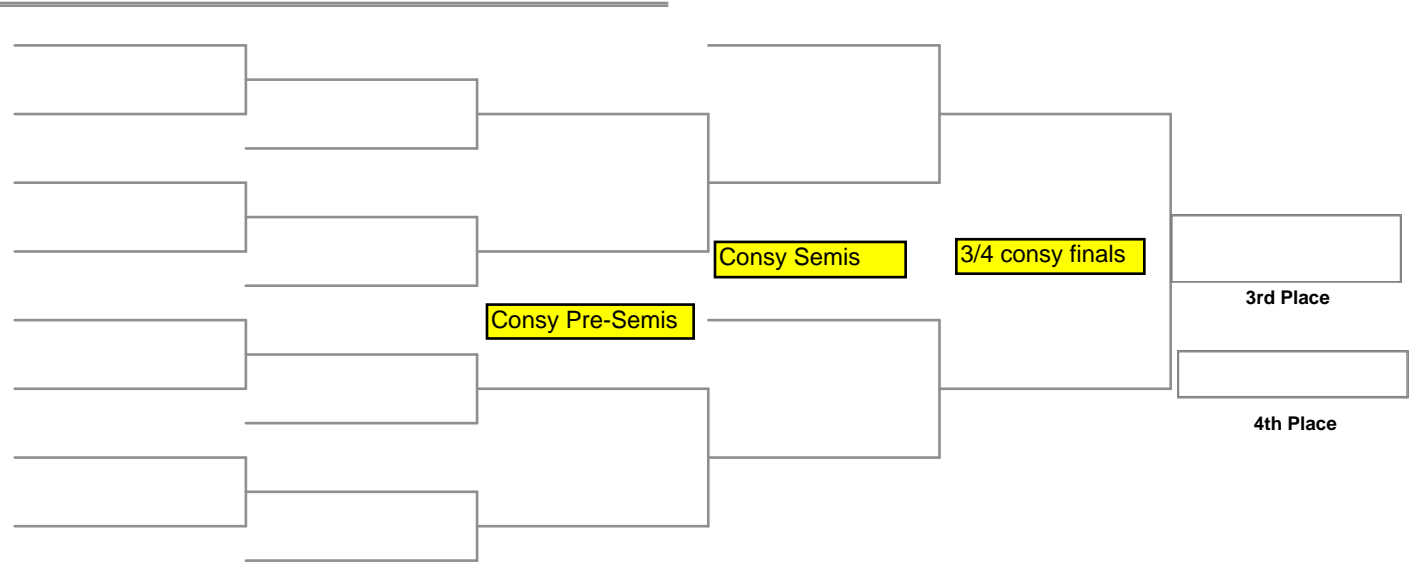 Consy Semis
3/4 consy finals
3rd Place
Consy Pre-Semis
4th Place